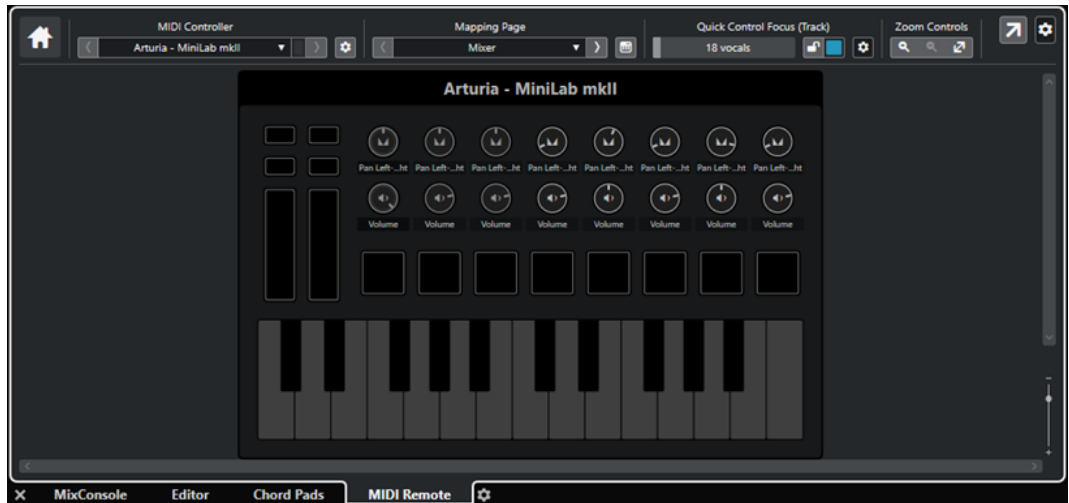 MIDI Controller Mapping Page Quick Control Focus (Track) Zoom Controls
Arturia - MiniLab mkII Mixer 18 vocals
Arturia - MiniLab mkII
Pan Left-...ht Pan Left-...ht Pan Left-...ht Pan Left-...ht Pan Left-...ht Pan Left-...ht Pan Left-...ht Pan Left-...ht
Volume Volume Volume Volume Volume Volume Volume Volume
MixConsole Editor Chord Pads MIDI Remote